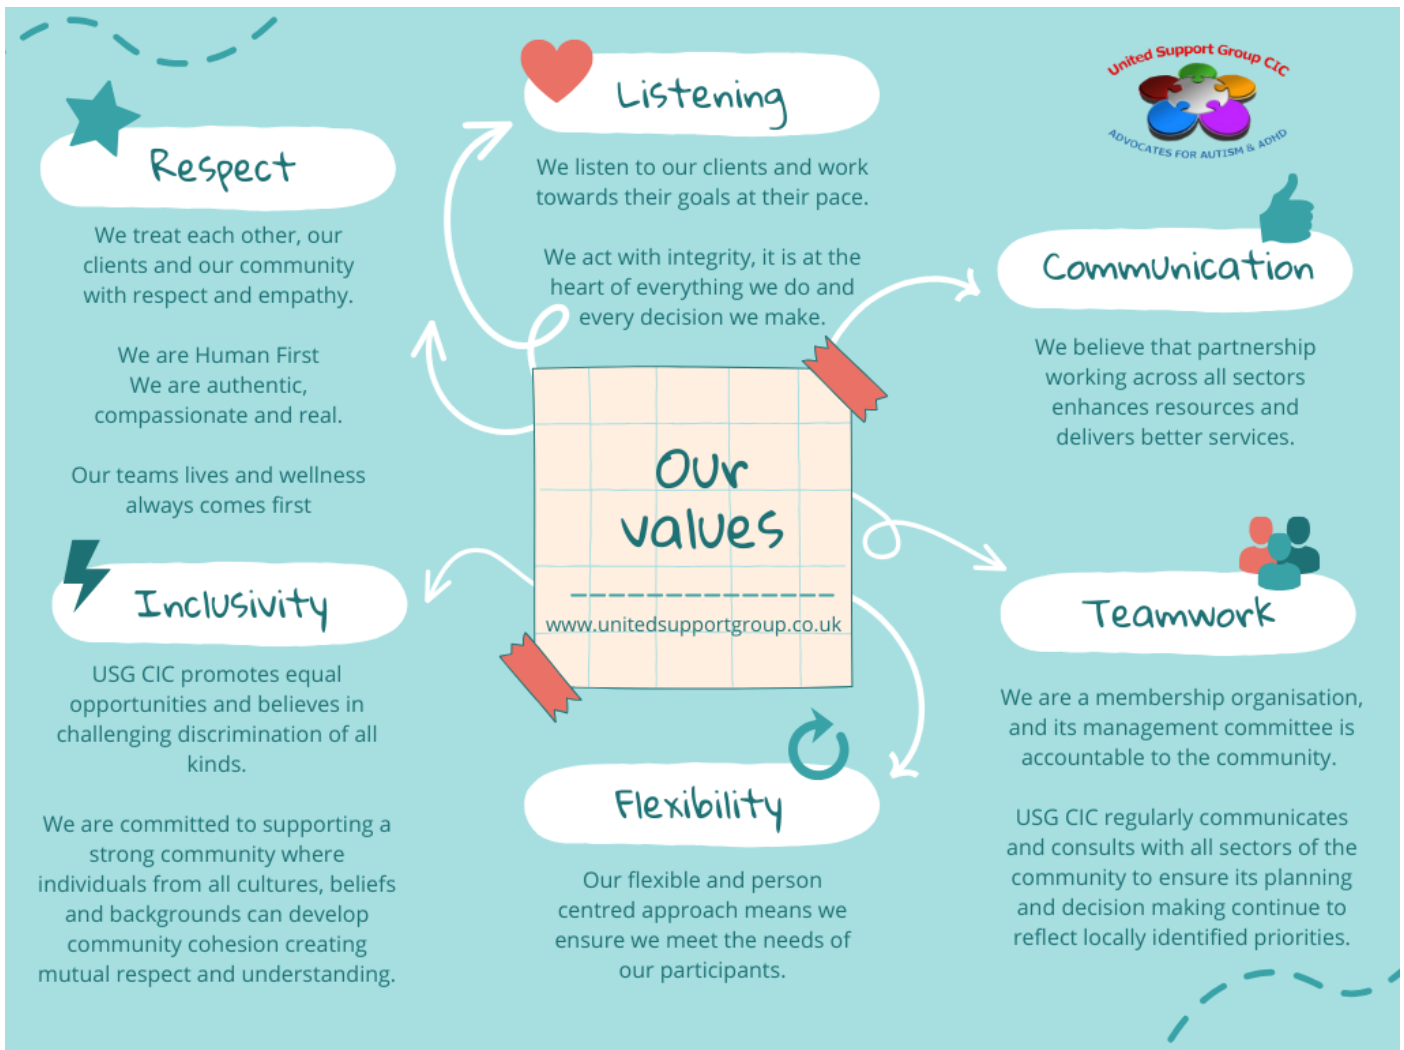 Respect
We treat each other, our
clients and our community
with respect and empathy.
We are Human First
We are authentic,
compassionate and real.
Our teams lives and wellness
always comes first
Listening
We listen to our clients and work
towards their goals at their pace.
We act with integrity, it is at the
heart of everything we do and
every decision we make.
United Support Group CIC
ADVOCATES FOR AUTISM & ADHD
Communication
We believe that partnership
working across all sectors
enhances resources and
delivers better services.
Our
values
www.unitedsupportgroup.co.uk
Inclusivity
USG CIC promotes equal
opportunities and believes in
challenging discrimination of all
kinds.
We are committed to supporting a
strong community where
individuals from all cultures, beliefs
and backgrounds can develop
community cohesion creating
mutual respect and understanding.
Flexibility
Our flexible and person
centred approach means we
ensure we meet the needs of
our participants.
Teamwork
We are a membership organisation,
and its management committee is
accountable to the community.
USG CIC regularly communicates
and consults with all sectors of the
community to ensure its planning
and decision making continue to
reflect locally identified priorities.